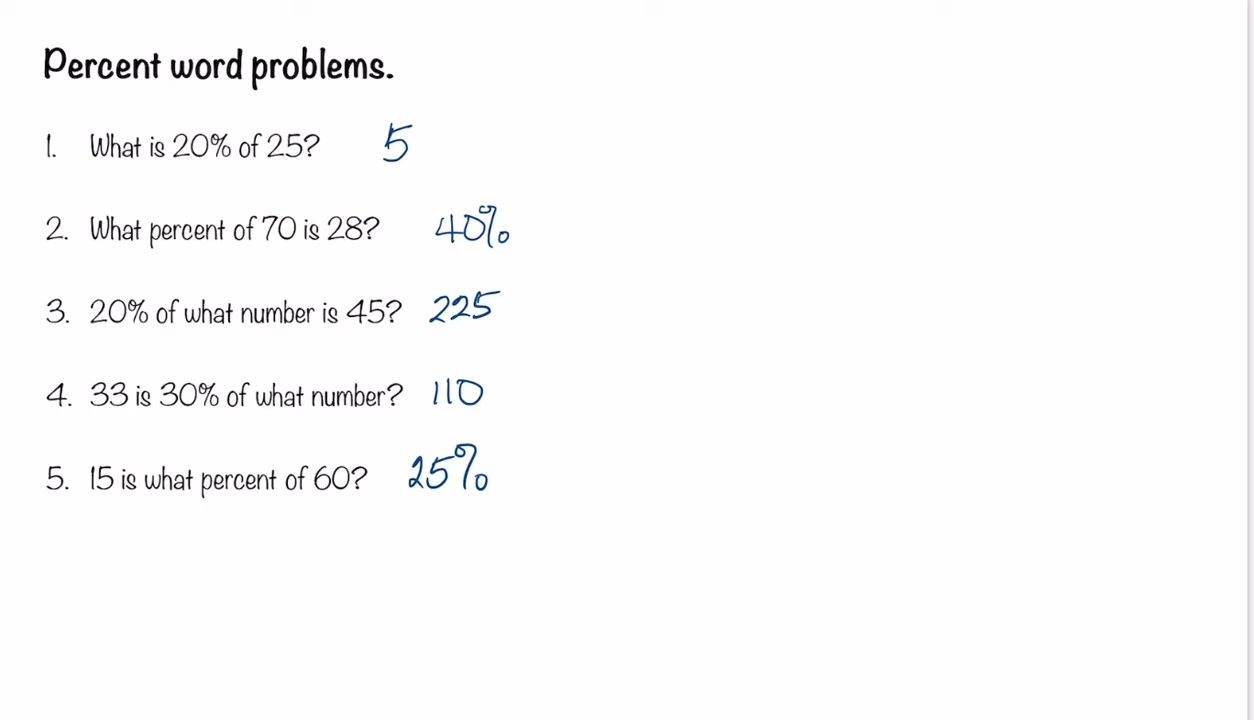 Percent word problems.
1. What is 20% of 25? 5
2. What percent of 70 is 28? 40%
3. 20% of what number is 45? 225
4. 33 is 30% of what number? 110
5. 15 is what percent of 60? 25%